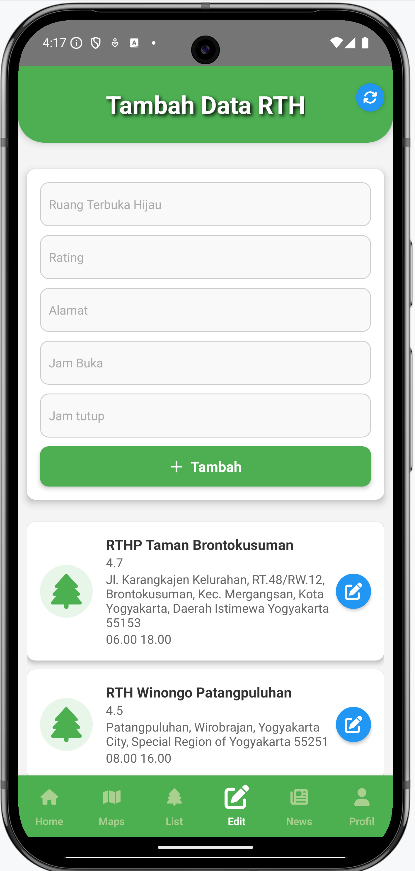 4:17
Tambah Data RTH
Ruang Terbuka Hijau
Rating
Alamat
Jam Buka
Jam tutup
+ Tambah
RTHP Taman Brontokusuman
4.7
Jl. Karangkajen Kelurahan, RT.48/RW.12,
Brontokusuman, Kec. Mergangsan, Kota
Yogyakarta, Daerah Istimewa Yogyakarta
55153
06.00 18.00
RTH Winongo Patangpuluhan
4.5
Patangpuluhan, Wirobrajan, Yogyakarta
City, Special Region of Yogyakarta 55251
08.00 16.00
Home Maps List Edit News Profil